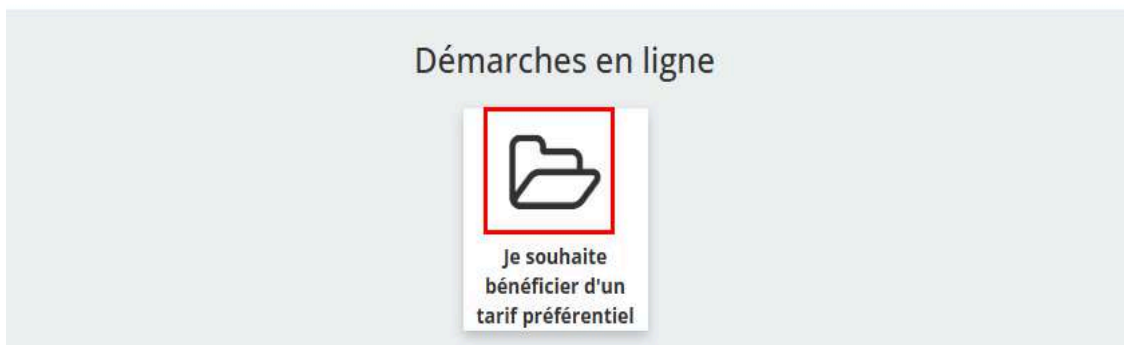 Démarches en ligne
Je souhaite
bénéficier d'un
tarif préférentiel